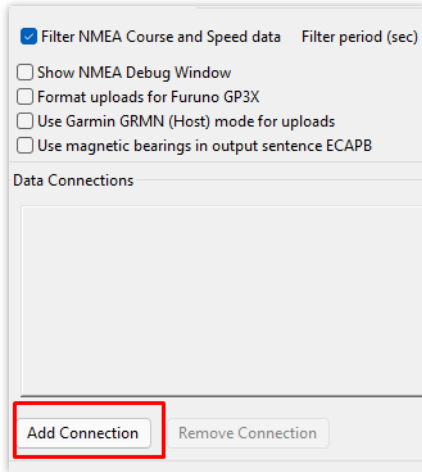 Filter NMEA Course and Speed data Filter period (sec)
Show NMEA Debug Window
Format uploads for Furuno GP3X
Use Garmin GRMN (Host) mode for uploads
Use magnetic bearings in output sentence ECAPB
Data Connections
Add Connection Remove Connection